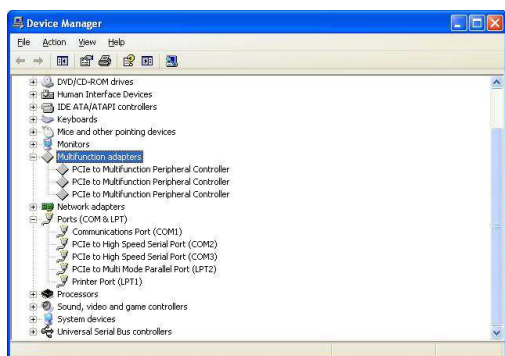 Device Manager
File Action View Help
DVD/CD-ROM drives
Human Interface Devices
IDE ATA/ATAPI controllers
Keyboards
Mice and other pointing devices
Monitors
Multifunction adapters
PCIe to Multifunction Peripheral Controller
PCIe to Multifunction Peripheral Controller
PCIe to Multifunction Peripheral Controller
Network adapters
Ports (COM & LPT)
Communications Port (COM1)
PCIe to High Speed Serial Port (COM2)
PCIe to High Speed Serial Port (COM3)
PCIe to Multi Mode Parallel Port (LPT2)
Printer Port (LPT1)
Processors
Sound, video and game controllers
System devices
Universal Serial Bus controllers